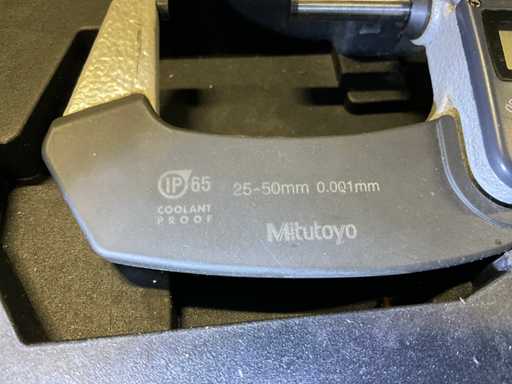 IP65 25-50mm 0.001mm
COOLANT
PROOF
Mitutoyo